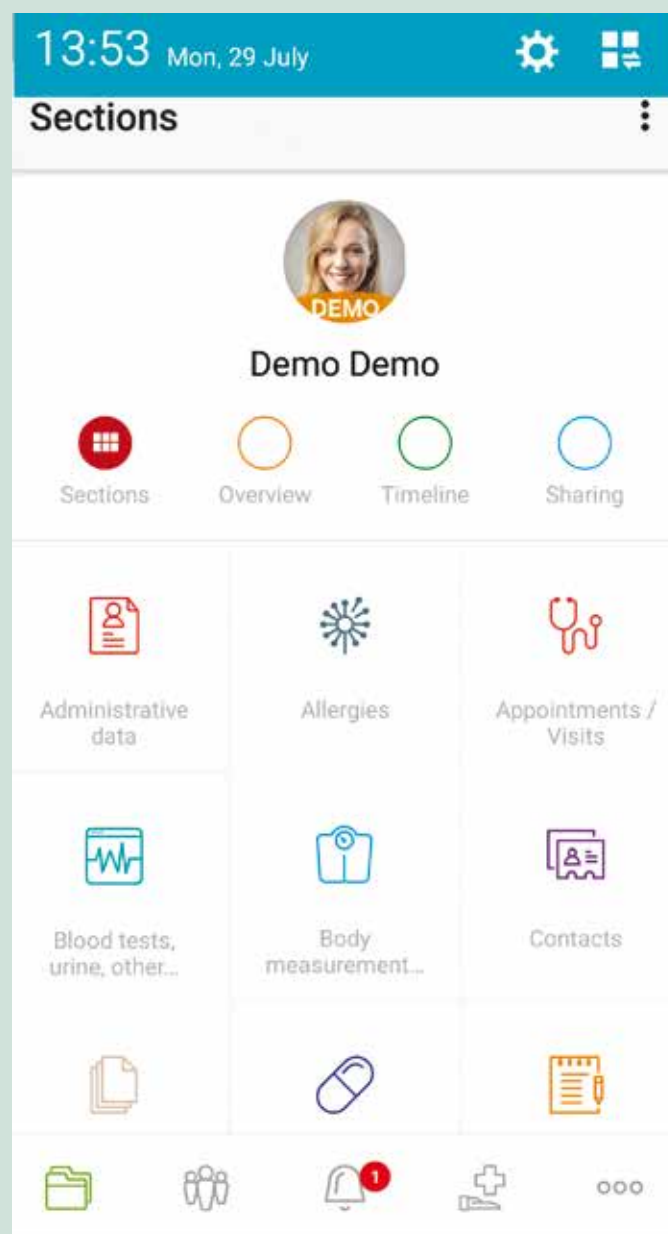 13:53 Mon, 29 July
Sections
DEMO
Demo Demo
Sections Overview Timeline Sharing
Administrative Allergies Appointments /
data Visits
Blood tests, Body Contacts
urine, other... measurement...
1